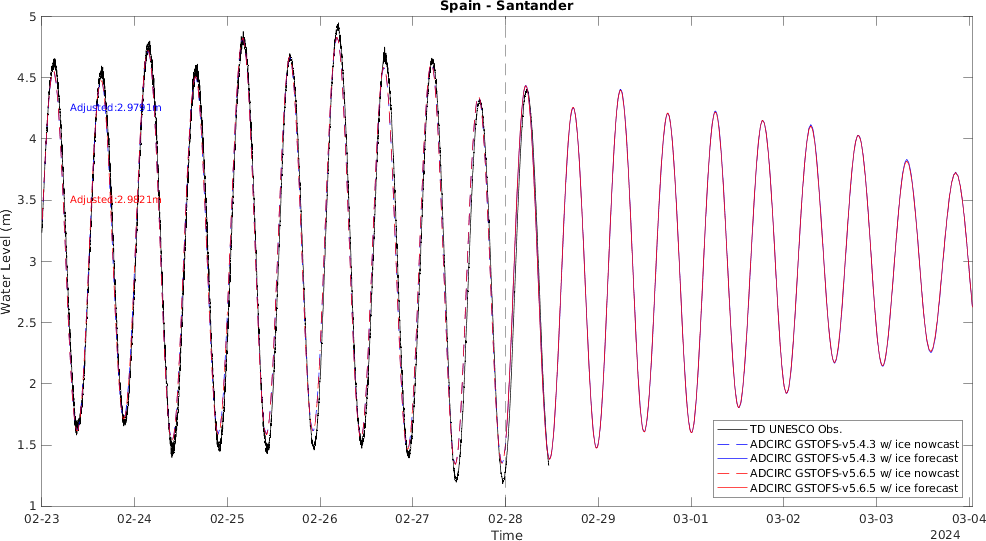 Spain - Santander
Water Level (m)
5
4.5
4
3.5
3
2.5
2
1.5
1
Adjusted:2.9791m
Adjusted:2.9821m
TD UNESCO Obs.
ADCIRC GSTOFS-v5.4.3 w/ ice nowcast
ADCIRC GSTOFS-v5.4.3 w/ ice forecast
ADCIRC GSTOFS-v5.6.5 w/ ice nowcast
ADCIRC GSTOFS-v5.6.5 w/ ice forecast
02-23 02-24 02-25 02-26 02-27 02-28 02-29 03-01 03-02 03-03 03-04
Time
2024